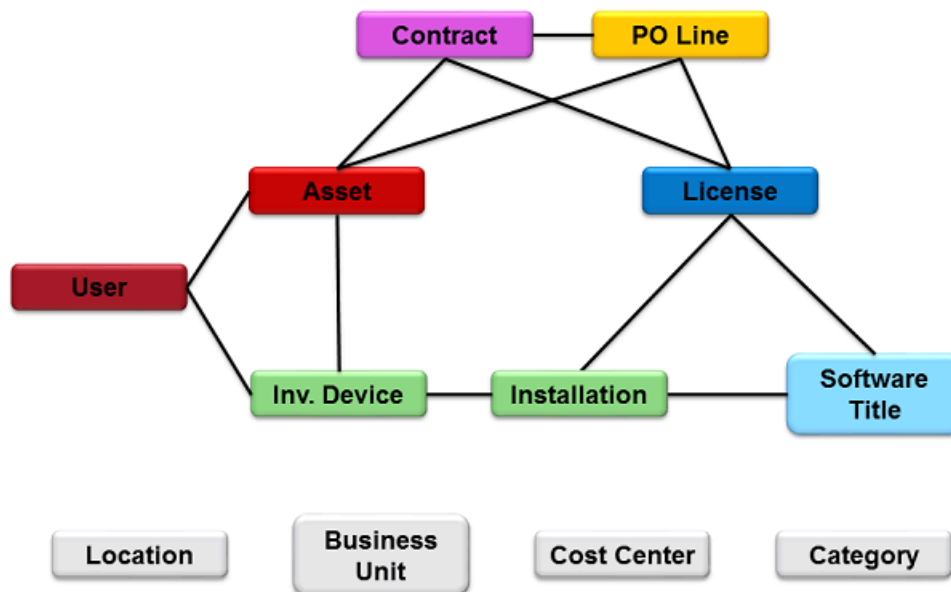 Contract
PO Line
Asset
License
User
Inv. Device
Installation
Software
Title
Location
Business
Unit
Cost Center
Category